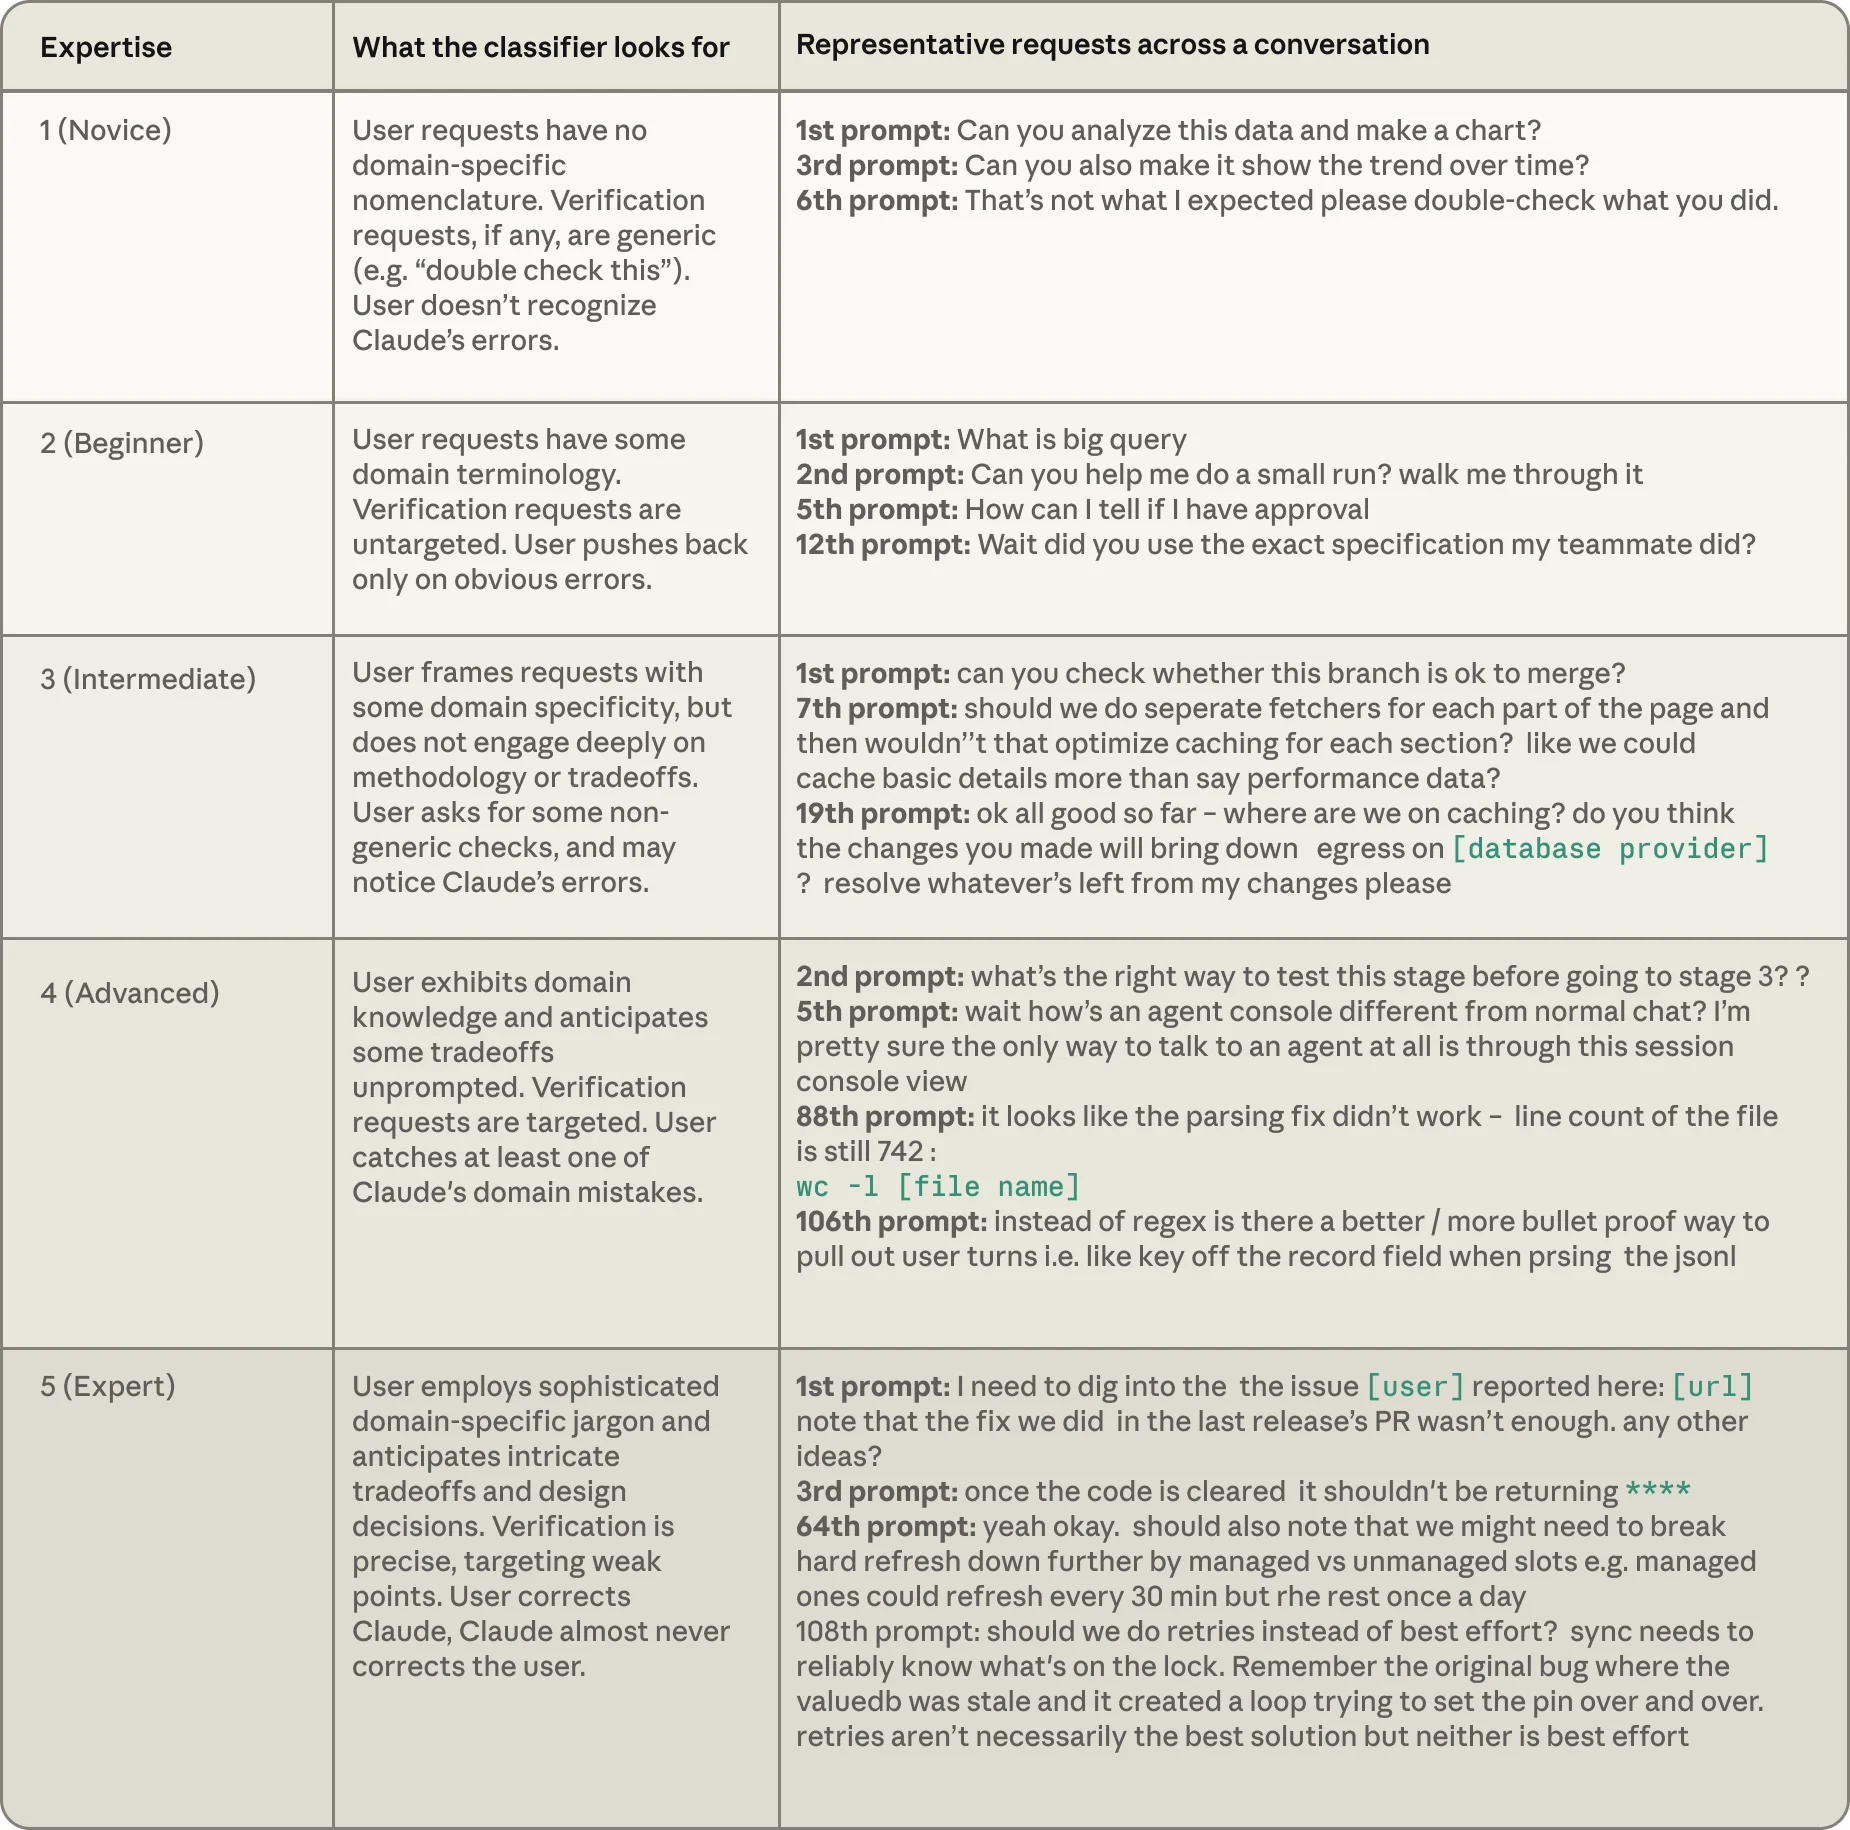 Expertise
What the classifier looks for
Representative requests across a conversation
1 (Novice)
User requests have no
domain-specific
nomenclature. Verification
requests, if any, are generic
(e.g. “double check this”).
User doesn’t recognize
Claude’s errors.
1st prompt: Can you analyze this data and make a chart?
3rd prompt: Can you also make it show the trend over time?
6th prompt: That’s not what I expected please double-check what you did.
2 (Beginner)
User requests have some
domain terminology.
Verification requests are
untargeted. User pushes back
only on obvious errors.
1st prompt: What is big query
2nd prompt: Can you help me do a small run? walk me through it
5th prompt: How can I tell if I have approval
12th prompt: Wait did you use the exact specification my teammate did?
3 (Intermediate)
User frames requests with
some domain specificity, but
does not engage deeply on
methodology or tradeoffs.
User asks for some non-
generic checks, and may
notice Claude’s errors.
1st prompt: can you check whether this branch is ok to merge?
7th prompt: should we do seperate fetchers for each part of the page and
then wouldn’’t that optimize caching for each section?  like we could
cache basic details more than say performance data?
19th prompt: ok all good so far – where are we on caching? do you think
the changes you made will bring down  egress on [database provider]
?  resolve whatever’s left from my changes please
4 (Advanced)
User exhibits domain
knowledge and anticipates
some tradeoffs
unprompted. Verification
requests are targeted. User
catches at least one of
Claude's domain mistakes.
2nd prompt: what’s the right way to test this stage before going to stage 3? ?
5th prompt: wait how’s an agent console different from normal chat? I’m
pretty sure the only way to talk to an agent at all is through this session
console view
88th prompt: it looks like the parsing fix didn’t work –  line count of the file
is still 742 :
wc -l [file name]
106th prompt: instead of regex is there a better / more bullet proof way to
pull out user turns i.e. like key off the record field when prsing  the jsonl
5 (Expert)
User employs sophisticated
domain-specific jargon and
anticipates intricate
tradeoffs and design
decisions. Verification is
precise, targeting weak
points. User corrects
Claude, Claude almost never
corrects the user.
1st prompt: I need to dig into the  the issue [user] reported here: [url]
note that the fix we did  in the last release’s PR wasn’t enough. any other
ideas?
3rd prompt: once the code is cleared  it shouldn't be returning ****
64th prompt: yeah okay.  should also note that we might need to break
hard refresh down further by managed vs unmanaged slots e.g. managed
ones could refresh every 30 min but rhe rest once a day
108th prompt: should we do retries instead of best effort?  sync needs to
reliably know what's on the lock. Remember the original bug where the
valuedb was stale and it created a loop trying to set the pin over and over.
retries aren’t necessarily the best solution but neither is best effort